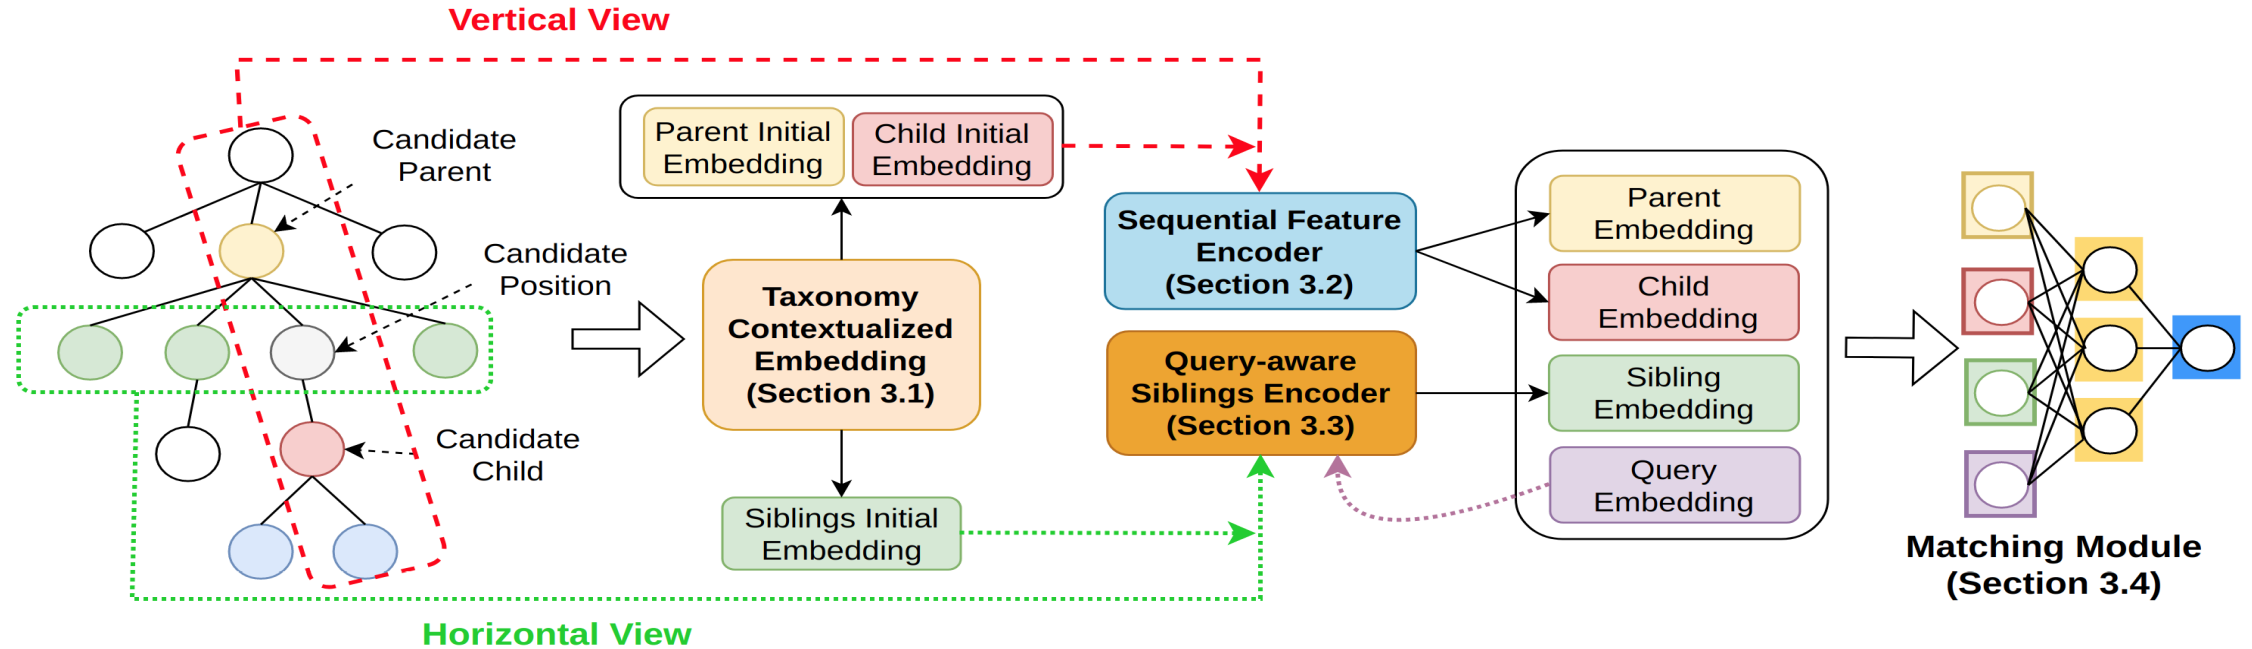 Vertical View
Candidate
Parent
Candidate
Position
Candidate
Child
Horizontal View
Parent Initial
Embedding
Child Initial
Embedding
Taxonomy
Contextualized
Embedding
(Section 3.1)
Siblings Initial
Embedding
Sequential Feature
Encoder
(Section 3.2)
Query-aware
Siblings Encoder
(Section 3.3)
Parent
Embedding
Child
Embedding
Sibling
Embedding
Query
Embedding
Matching Module
(Section 3.4)